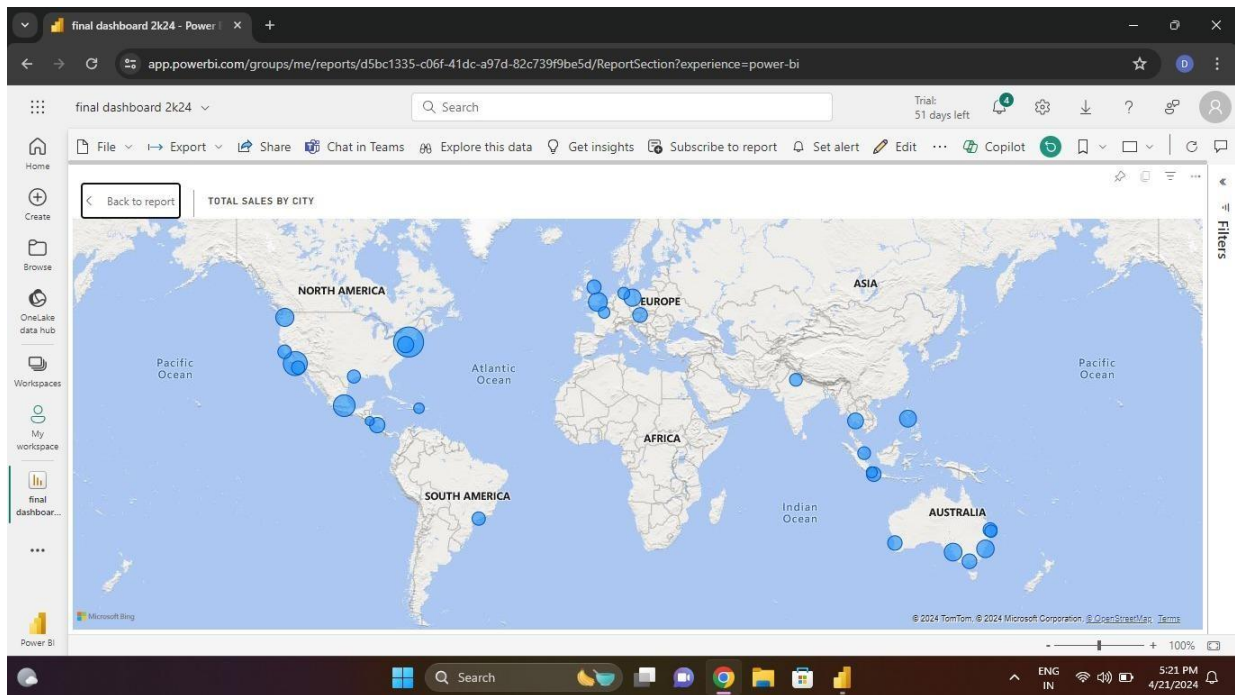 final dashboard 2k24 - Power
app.powerbi.com/groups/me/reports/d5bc1335-c06f-41dc-a97d-82c739f9be5d/ReportSection?experience=power-bi
D
final dashboard 2k24
Search
Trial:
51 days left
4
File
Export
Share
Chat in Teams
Explore this data
Get insights
Subscribe to report
Set alert
Edit
Copilot
Home
Create
Browse
OneLake
data hub
Workspaces
My
workspace
final
dashboar...
Power BI
Back to report
TOTAL SALES BY CITY
Filters
NORTH AMERICA
EUROPE
ASIA
Pacific
Ocean
Atlantic
Ocean
Pacific
Ocean
AFRICA
SOUTH AMERICA
Indian
Ocean
AUSTRALIA
Microsoft Bing
© 2024 TomTom, © 2024 Microsoft Corporation, © OpenStreetMap Terms
- + 100%
Search
ENG
IN
5:21 PM
4/21/2024